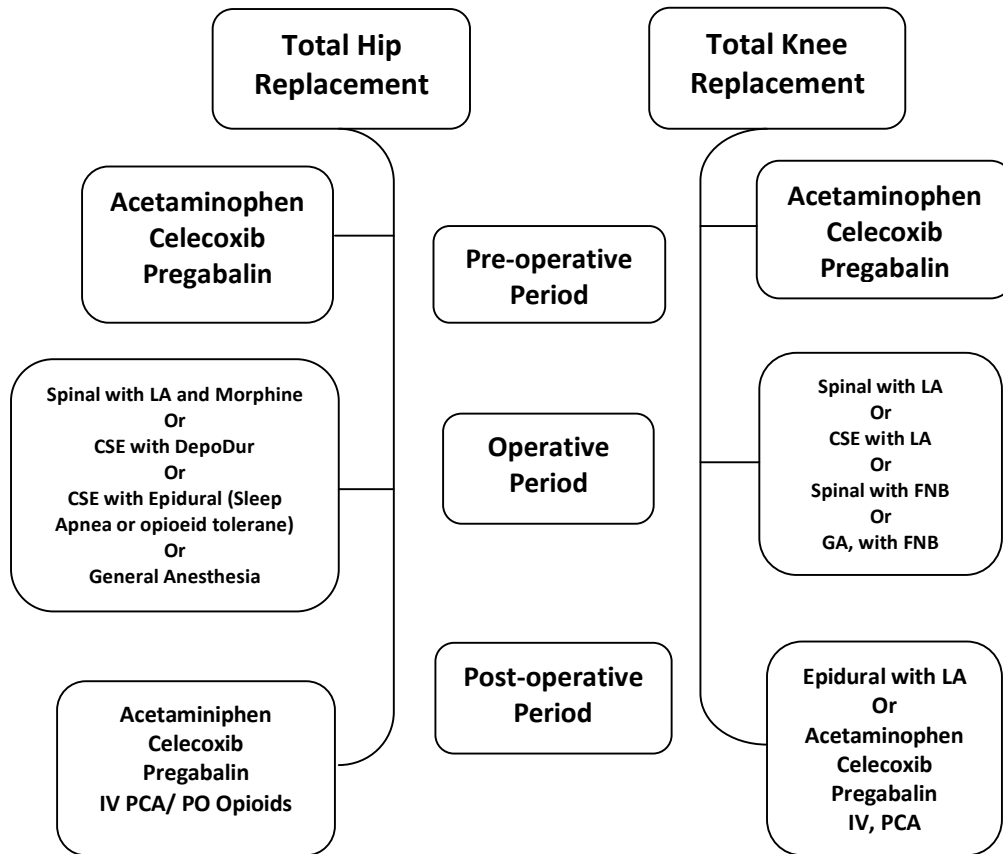 Total Hip
Replacement
Total Knee
Replacement
Acetaminophen
Celecoxib
Pregabalin
Pre-operative
Period
Acetaminophen
Celecoxib
Pregabalin
Spinal with LA and Morphine
Or
CSE with DepoDur
Or
CSE with Epidural (Sleep
Apnea or opioeid tolerane)
Or
General Anesthesia
Operative
Period
Spinal with LA
Or
CSE with LA
Or
Spinal with FNB
Or
GA, with FNB
Acetaminiphen
Celecoxib
Pregabalin
IV PCA/ PO Opioids
Post-operative
Period
Epidural with LA
Or
Acetaminophen
Celecoxib
Pregabalin
IV, PCA